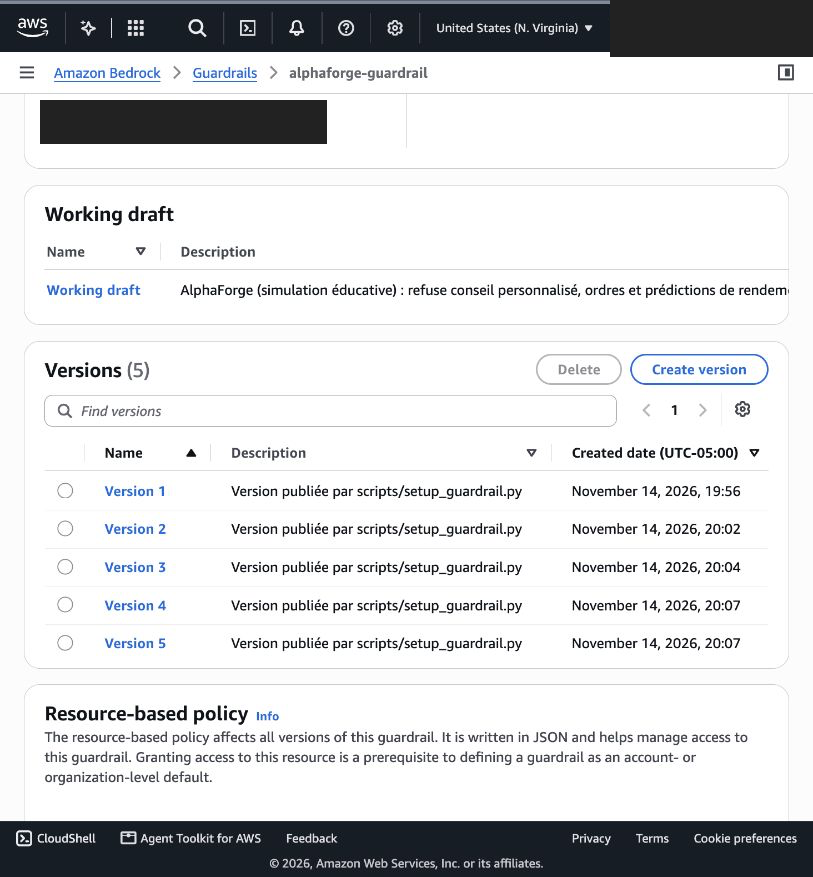 aws
United States (N. Virginia) ▼
Amazon Bedrock > Guardrails > alphaforge-guardrail
Working draft
Name Description
Working draft AlphaForge (simulation éducative) : refuse conseil personnalisé, ordres et prédictions de rendem
Versions (5) Delete Create version
Find versions 1
Name Description Created date (UTC-05:00)
Version 1 Version publiée par scripts/setup_guardrail.py November 14, 2026, 19:56
Version 2 Version publiée par scripts/setup_guardrail.py November 14, 2026, 20:02
Version 3 Version publiée par scripts/setup_guardrail.py November 14, 2026, 20:04
Version 4 Version publiée par scripts/setup_guardrail.py November 14, 2026, 20:07
Version 5 Version publiée par scripts/setup_guardrail.py November 14, 2026, 20:07
Resource-based policy Info
The resource-based policy affects all versions of this guardrail. It is written in JSON and helps manage access to
this guardrail. Granting access to this resource is a prerequisite to defining a guardrail as an account- or
organization-level default.
CloudShell Agent Toolkit for AWS Feedback Privacy Terms Cookie preferences
© 2026, Amazon Web Services, Inc. or its affiliates.